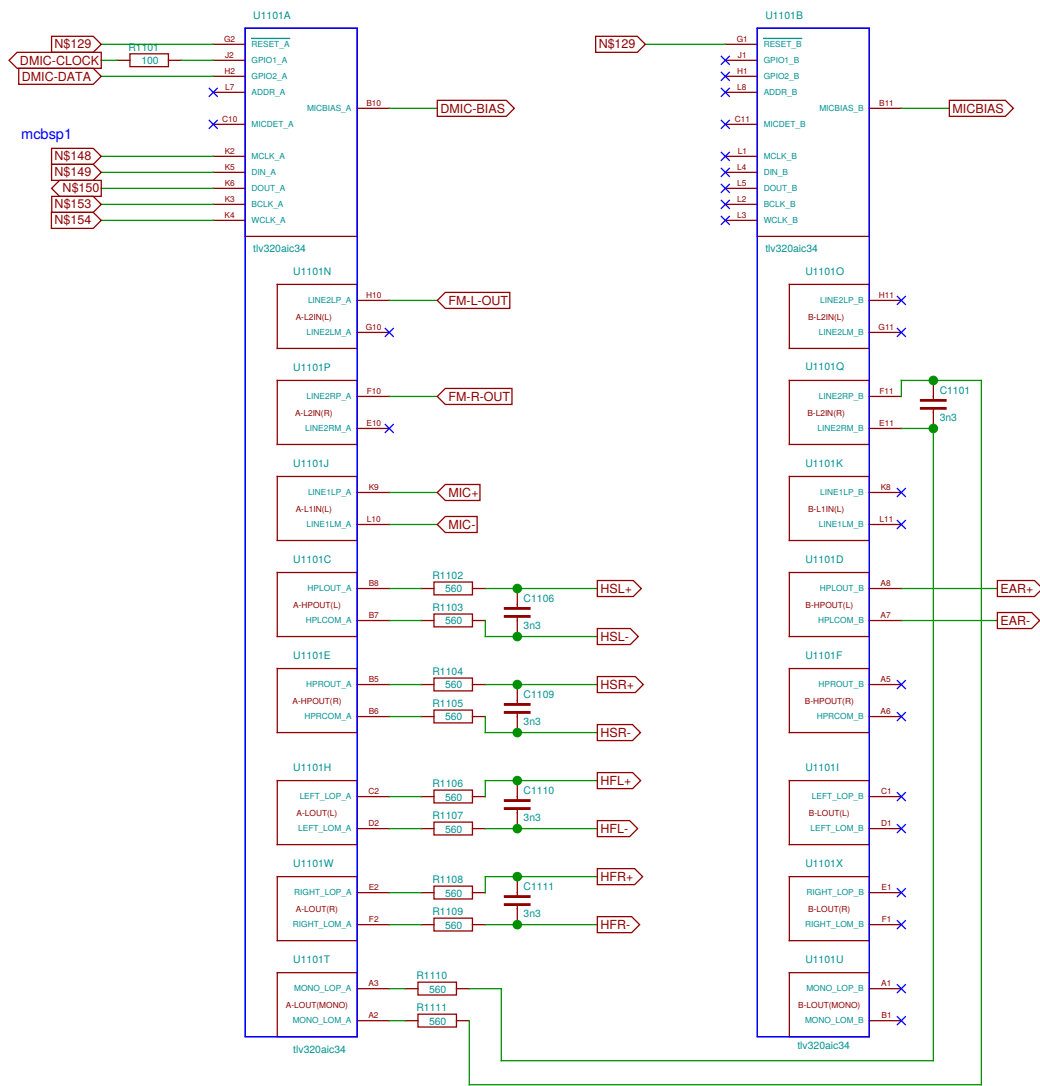 U1101A
N$129
G2
RESET_A
R1101
DMIC-CLOCK
100
J2
GPIO1_A
DMIC-DATA
H2
GPIO2_A
L7
ADDR_A
MICBIAS_A
B10
DMIC-BIAS
C10
MICDET_A
mcbsp1
N$148
K2
MCLK_A
N$149
K5
DIN_A
N$150
K6
DOUT_A
N$153
K3
BCLK_A
N$154
K4
WCLK_A
tlv320aic34
U1101N
LINE2LP_A
H10
FM-L-OUT
A-L2IN(L)
LINE2LM_A
G10
U1101P
LINE2RP_A
F10
FM-R-OUT
A-L2IN(R)
LINE2RM_A
E10
U1101J
LINE1LP_A
K9
MIC+
A-L1IN(L)
LINE1LM_A
L10
MIC-
U1101C
HPLOUT_A
B8
R1102
560
HSL+
A-HPOUT(L)
C1106
HPLCOM_A
B7
R1103
560
3n3
HSL-
U1101E
HPROUT_A
B5
R1104
560
HSR+
A-HPOUT(R)
C1109
HPRCOM_A
B6
R1105
560
3n3
HSR-
U1101H
LEFT_LOP_A
C2
R1106
560
HFL+
A-LOUT(L)
C1110
LEFT_LOM_A
D2
R1107
560
3n3
HFL-
U1101W
RIGHT_LOP_A
E2
R1108
560
HFR+
A-LOUT(R)
C1111
RIGHT_LOM_A
F2
R1109
560
3n3
HFR-
U1101T
MONO_LOP_A
A3
R1110
560
A-LOUT(MONO)
MONO_LOM_A
A2
R1111
560
tlv320aic34
U1101B
N$129
G1
RESET_B
J1
GPIO1_B
H1
GPIO2_B
L8
ADDR_B
MICBIAS_B
B11
MICBIAS
C11
MICDET_B
L1
MCLK_B
L4
DIN_B
L5
DOUT_B
L2
BCLK_B
L3
WCLK_B
tlv320aic34
U1101O
LINE2LP_B
H11
B-L2IN(L)
LINE2LM_B
G11
U1101Q
LINE2RP_B
F11
C1101
B-L2IN(R)
3n3
LINE2RM_B
E11
U1101K
LINE1LP_B
K8
B-L1IN(L)
LINE1LM_B
L11
U1101D
HPLOUT_B
A8
EAR+
B-HPOUT(L)
HPLCOM_B
A7
EAR-
U1101F
HPROUT_B
A5
B-HPOUT(R)
HPRCOM_B
A6
U1101I
LEFT_LOP_B
C1
B-LOUT(L)
LEFT_LOM_B
D1
U1101X
RIGHT_LOP_B
E1
B-LOUT(R)
RIGHT_LOM_B
F1
U1101U
MONO_LOP_B
A1
B-LOUT(MONO)
MONO_LOM_B
B1
tlv320aic34